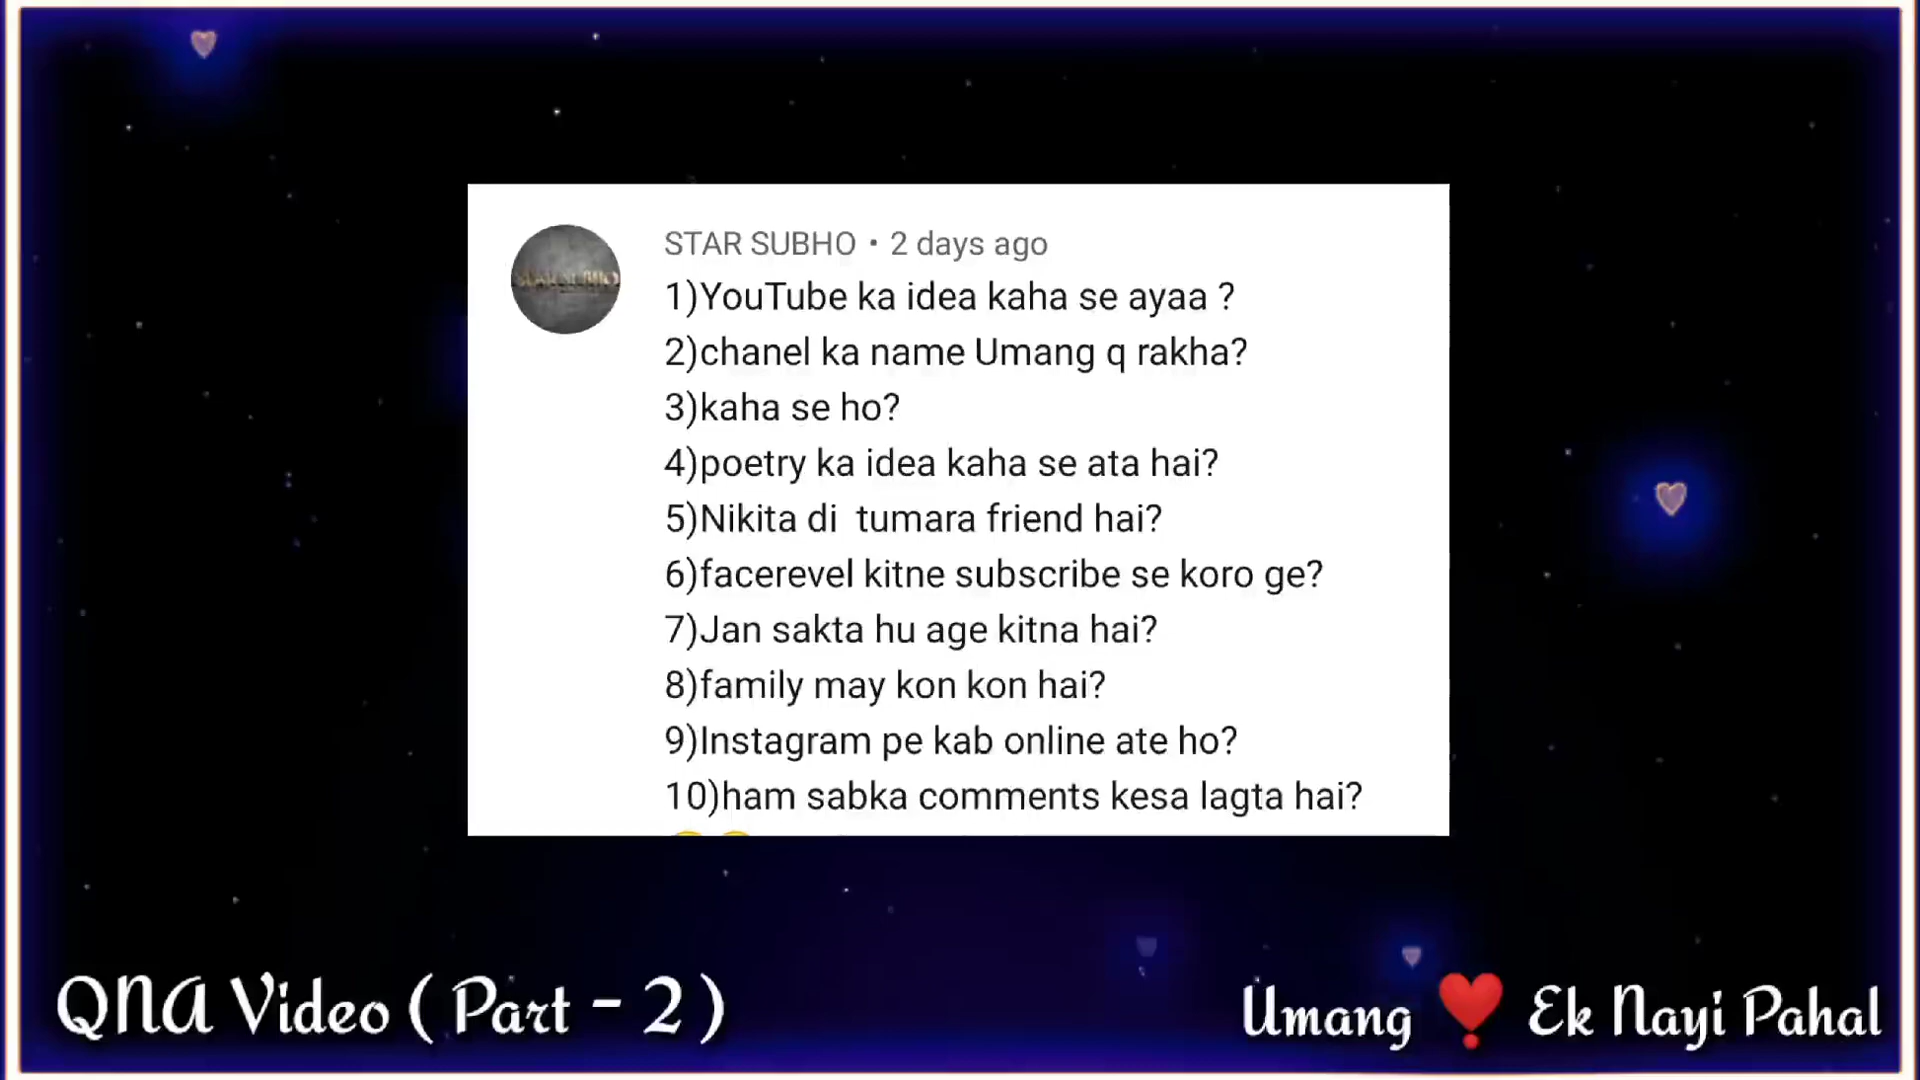 STAR SUBHO • 2 days ago
1)YouTube ka idea kaha se ayaa ?
2)chanel ka name Umang q rakha?
3)kaha se ho?
4)poetry ka idea kaha se ata hai?
5)Nikita di  tumara friend hai?
6)facerevel kitne subscribe se koro ge?
7)Jan sakta hu age kitna hai?
8)family may kon kon hai?
9)Instagram pe kab online ate ho?
10)ham sabka comments kesa lagta hai?
QNA Video ( Part - 2 )
Umang ❣️ Ek Nayi Pahal